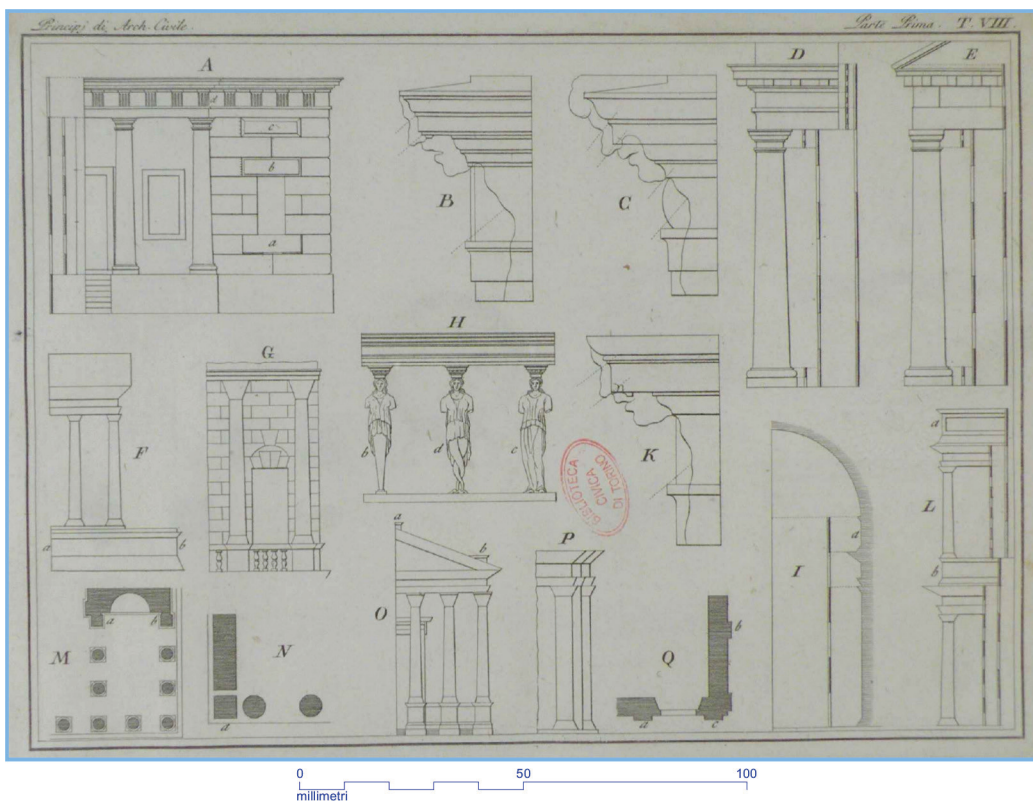 Principj di Arch. Civile.
Parte Prima. T. VIII.
A
D
E
d
c
b
a
B
C
H
G
F
b
d
c
K
a
L
a
b
BIBLIOTECA
CIVICA
DI TORINO
a
b
a
b
P
a
I
b
M
a
b
N
O
Q
b
a
a
c
0
50
100
millimetri